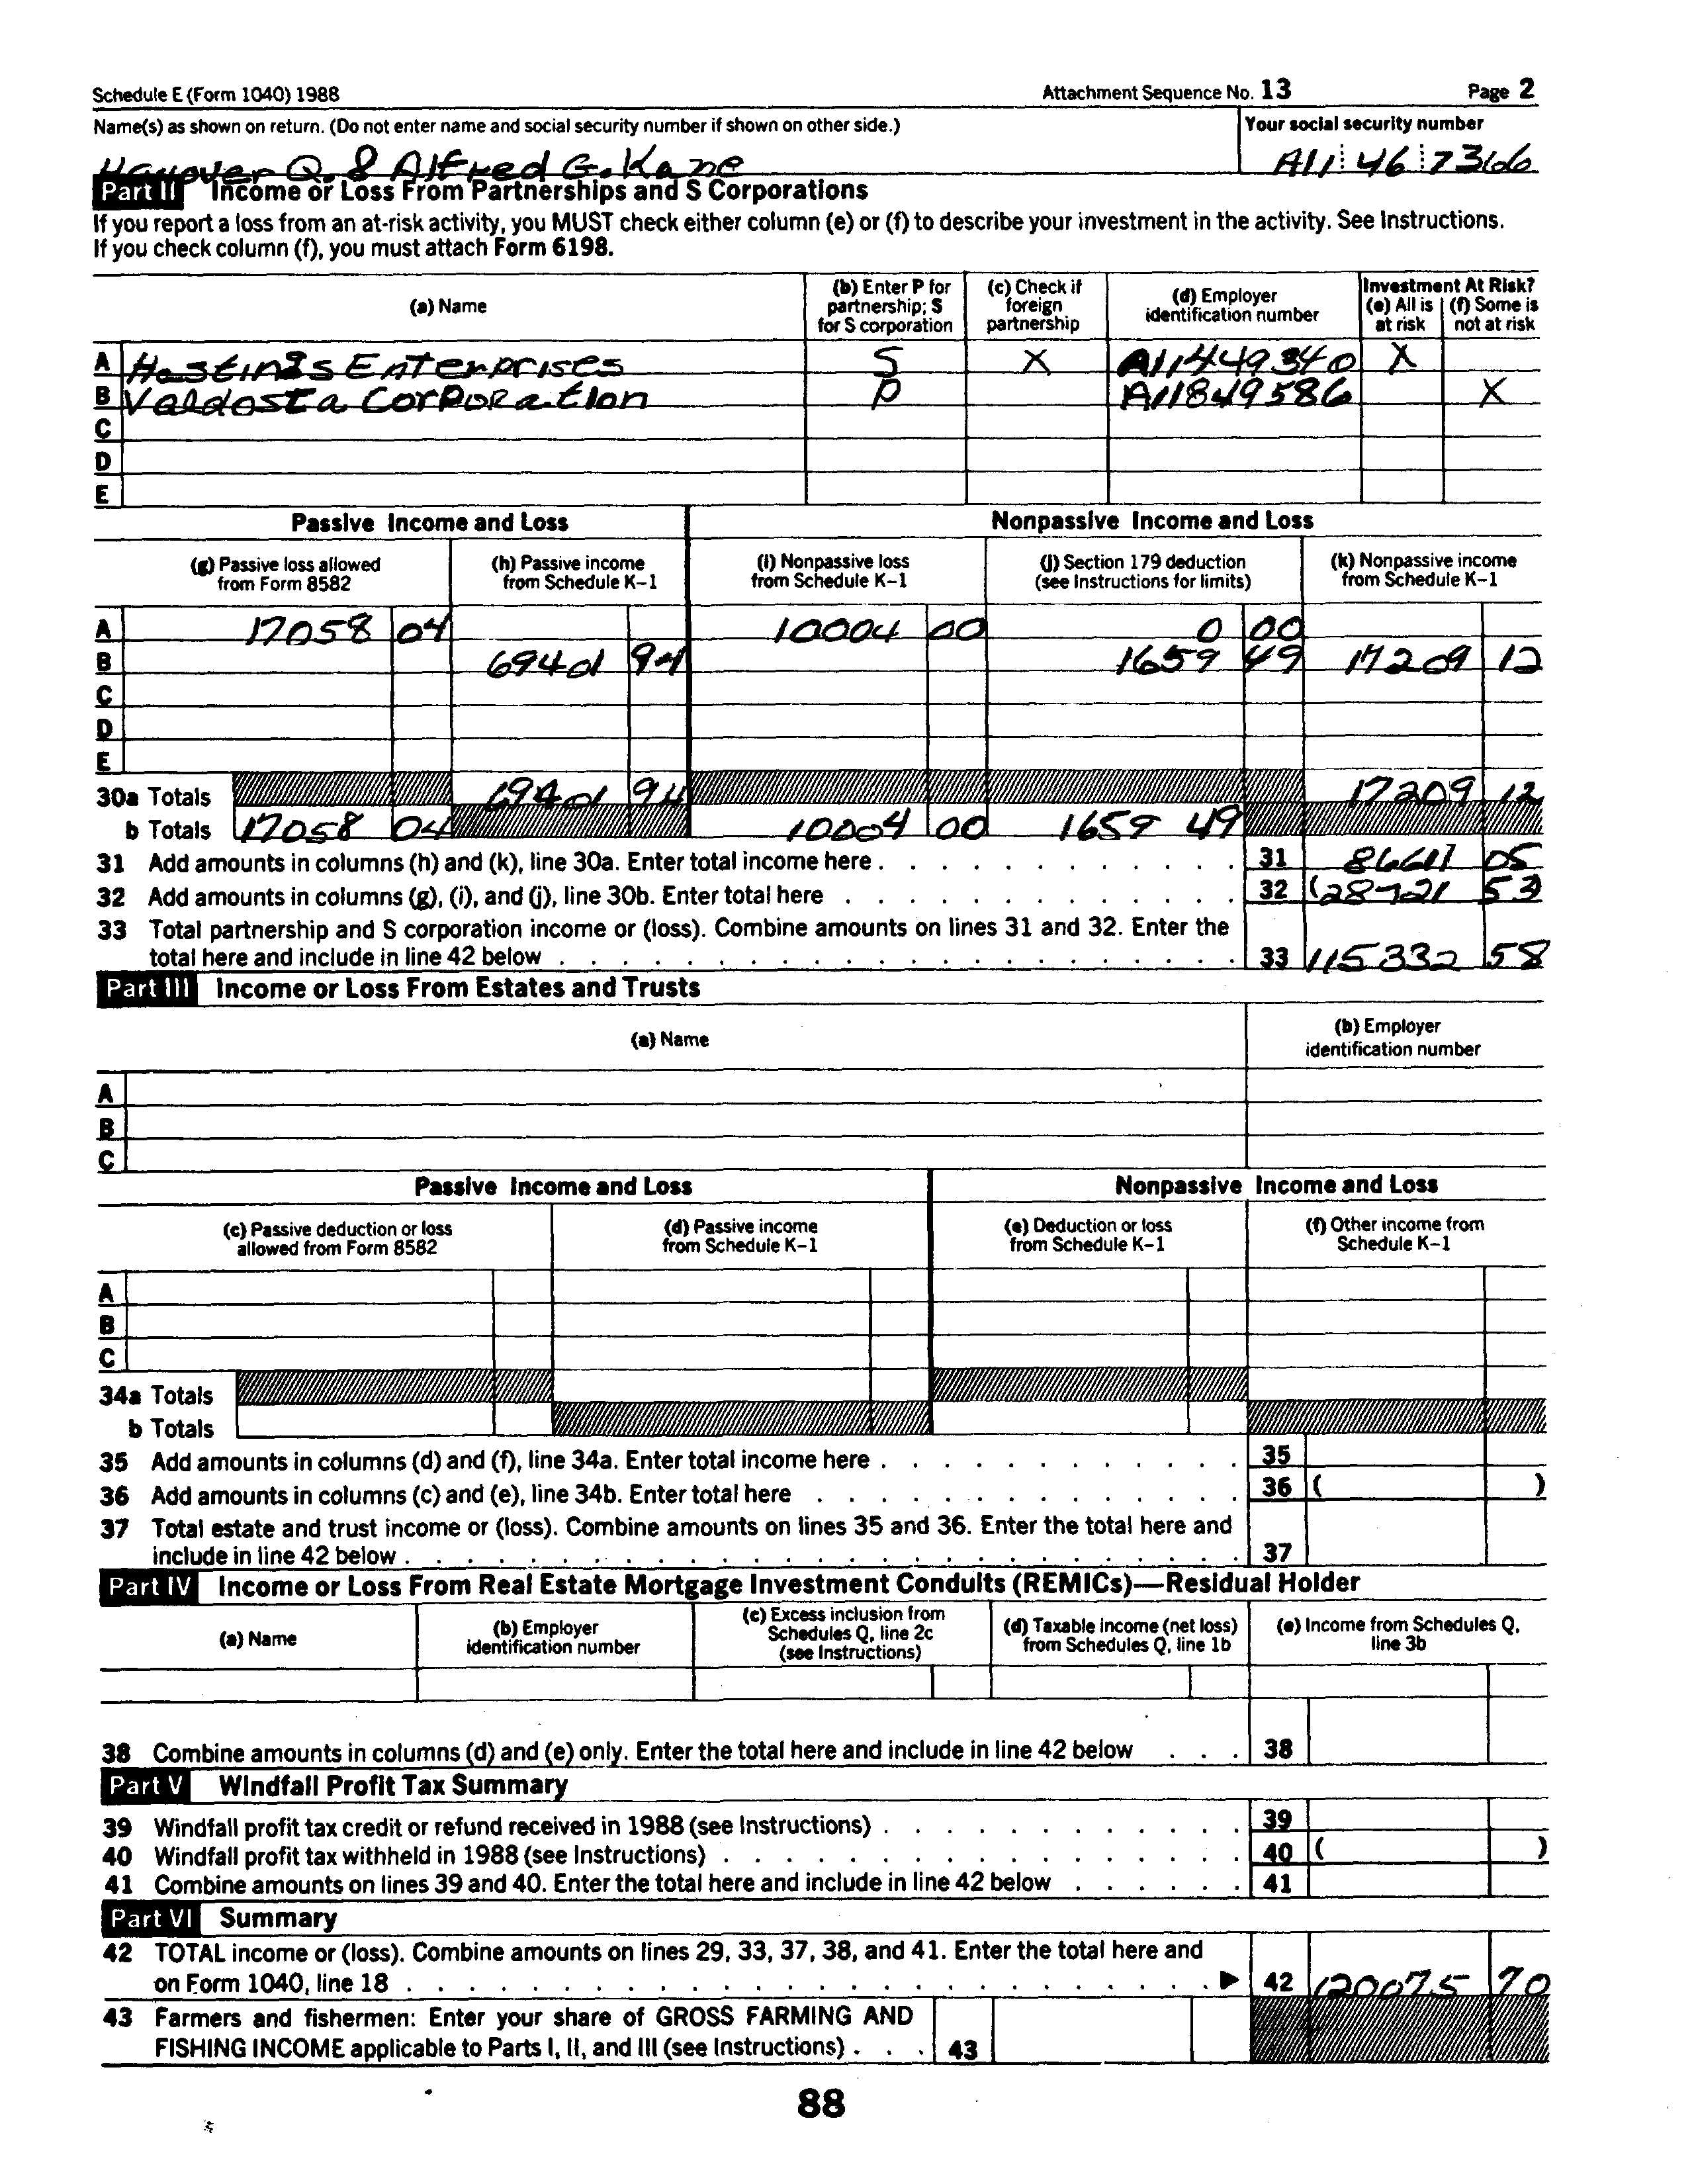 Schedule E (Form 1040) 1988 Attachment Sequence No. 13 Page 2
Name(s) as shown on return. (Do not enter name and social security number if shown on other side.) Your social security number
Q. & Alfred G. Kane A11 46 7366
Part II Income or Loss From Partnerships and S Corporations
If you report a loss from an at-risk activity, you MUST check either column (e) or (f) to describe your investment in the activity. See Instructions.
If you check column (f), you must attach Form 6198.
(a) Name (b) Enter P for partnership; S for S corporation (c) Check if foreign partnership (d) Employer identification number Investment At Risk? (e) All is at risk (f) Some is not at risk
A Hastings Enterprises S X A11449340 X
B Valdosta Corporation P A11849586 X
C
D
E
Passive Income and Loss Nonpassive Income and Loss
(g) Passive loss allowed from Form 8582 (h) Passive income from Schedule K-1 (i) Nonpassive loss from Schedule K-1 (j) Section 179 deduction (see Instructions for limits) (k) Nonpassive income from Schedule K-1
A 17058 04 10004 00 0 00
B 69401 94 1659 49 17209 12
C
D
E
30a Totals 69401 94 17209 12
b Totals 17058 04 10004 00 1659 49
31 Add amounts in columns (h) and (k), line 30a. Enter total income here . 31 86611 05
32 Add amounts in columns (g), (i), and (j), line 30b. Enter total here . 32 (28721 53)
33 Total partnership and S corporation income or (loss). Combine amounts on lines 31 and 32. Enter the
total here and include in line 42 below . 33 115332 58
Part III Income or Loss From Estates and Trusts
(a) Name (b) Employer identification number
A
B
C
Passive Income and Loss Nonpassive Income and Loss
(c) Passive deduction or loss allowed from Form 8582 (d) Passive income from Schedule K-1 (e) Deduction or loss from Schedule K-1 (f) Other income from Schedule K-1
A
B
C
34a Totals
b Totals
35 Add amounts in columns (d) and (f), line 34a. Enter total income here . 35
36 Add amounts in columns (c) and (e), line 34b. Enter total here . 36 ( )
37 Total estate and trust income or (loss). Combine amounts on lines 35 and 36. Enter the total here and
include in line 42 below . 37
Part IV Income or Loss From Real Estate Mortgage Investment Conduits (REMICs)—Residual Holder
(a) Name (b) Employer identification number (c) Excess inclusion from Schedules Q, line 2c (see Instructions) (d) Taxable income (net loss) from Schedules Q, line 1b (e) Income from Schedules Q, line 3b
38 Combine amounts in columns (d) and (e) only. Enter the total here and include in line 42 below . . . 38
Part V Windfall Profit Tax Summary
39 Windfall profit tax credit or refund received in 1988 (see Instructions) . 39
40 Windfall profit tax withheld in 1988 (see Instructions) . 40 ( )
41 Combine amounts on lines 39 and 40. Enter the total here and include in line 42 below . 41
Part VI Summary
42 TOTAL income or (loss). Combine amounts on lines 29, 33, 37, 38, and 41. Enter the total here and
on Form 1040, line 18 . ▶ 42 120075 70
43 Farmers and fishermen: Enter your share of GROSS FARMING AND
FISHING INCOME applicable to Parts I, II, and III (see Instructions) . . . 43
88